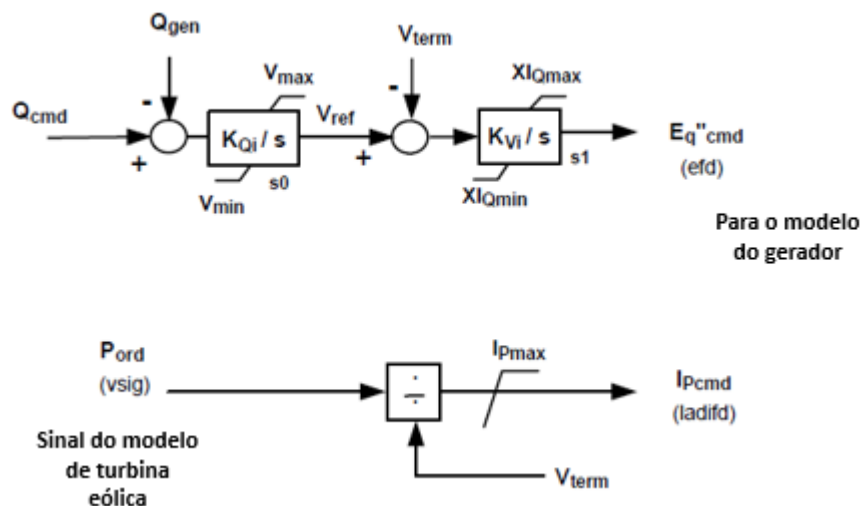 Qgen
Vterm
Vmax
XIQmax
Qcmd
-
-
KQi / s
Vref
KVi / s
Eq"cmd
+
+
s0
s1
(efd)
Vmin
XIQmin
Para o modelo
do gerador
Pord
IPmax
IPcmd
(vsig)
÷
(ladifd)
Sinal do modelo
de turbina
eólica
Vterm